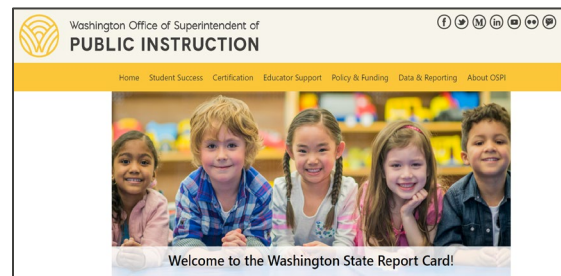 Washington Office of Superintendent of
PUBLIC INSTRUCTION
Home Student Success Certification Educator Support Policy & Funding Data & Reporting About OSPI
Welcome to the Washington State Report Card!